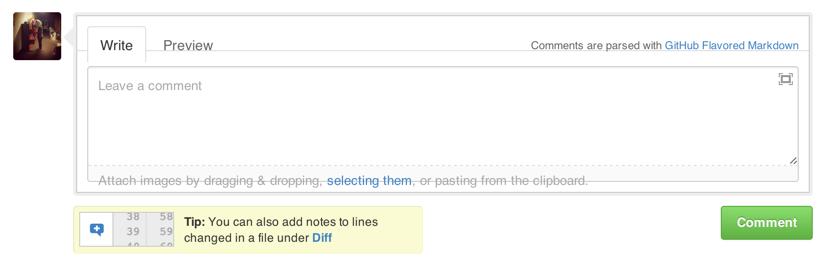 Write Preview Comments are parsed with GitHub Flavored Markdown
Leave a comment
Attach images by dragging & dropping, selecting them, or pasting from the clipboard.
38 58
39 59
40 60
Tip: You can also add notes to lines
changed in a file under Diff
Comment